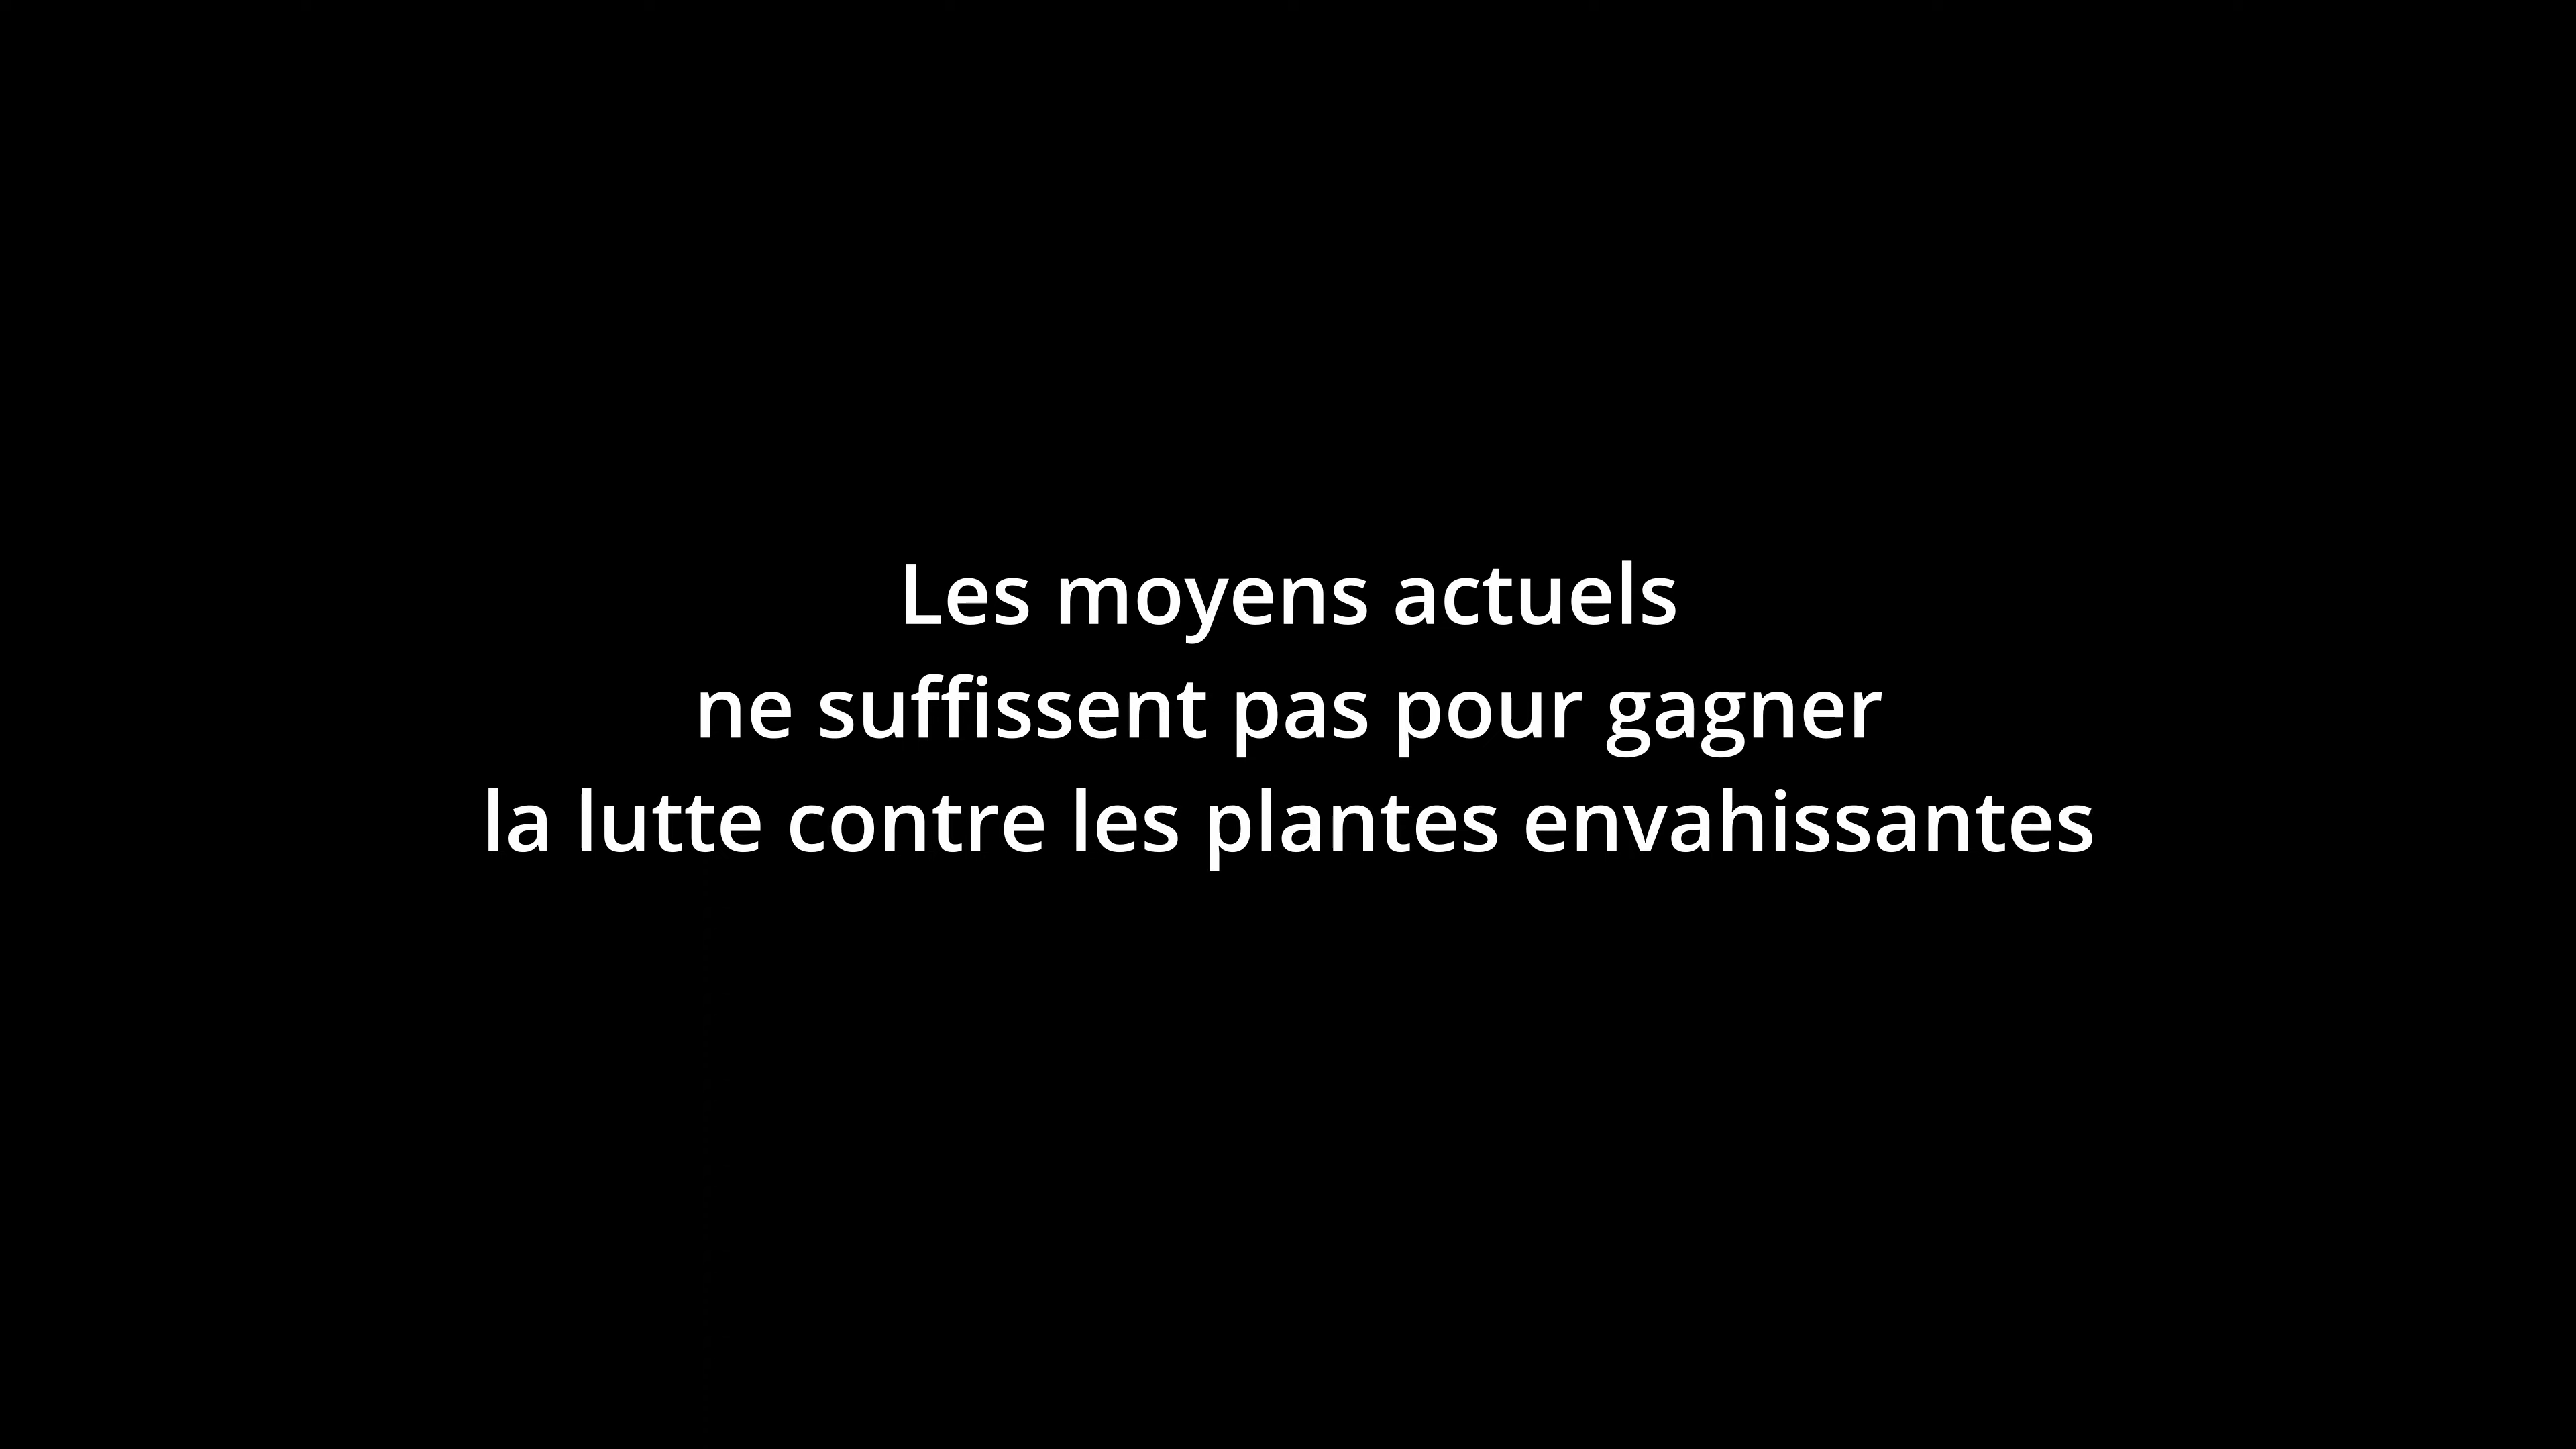 Les moyens actuels
ne suffissent pas pour gagner
la lutte contre les plantes envahissantes